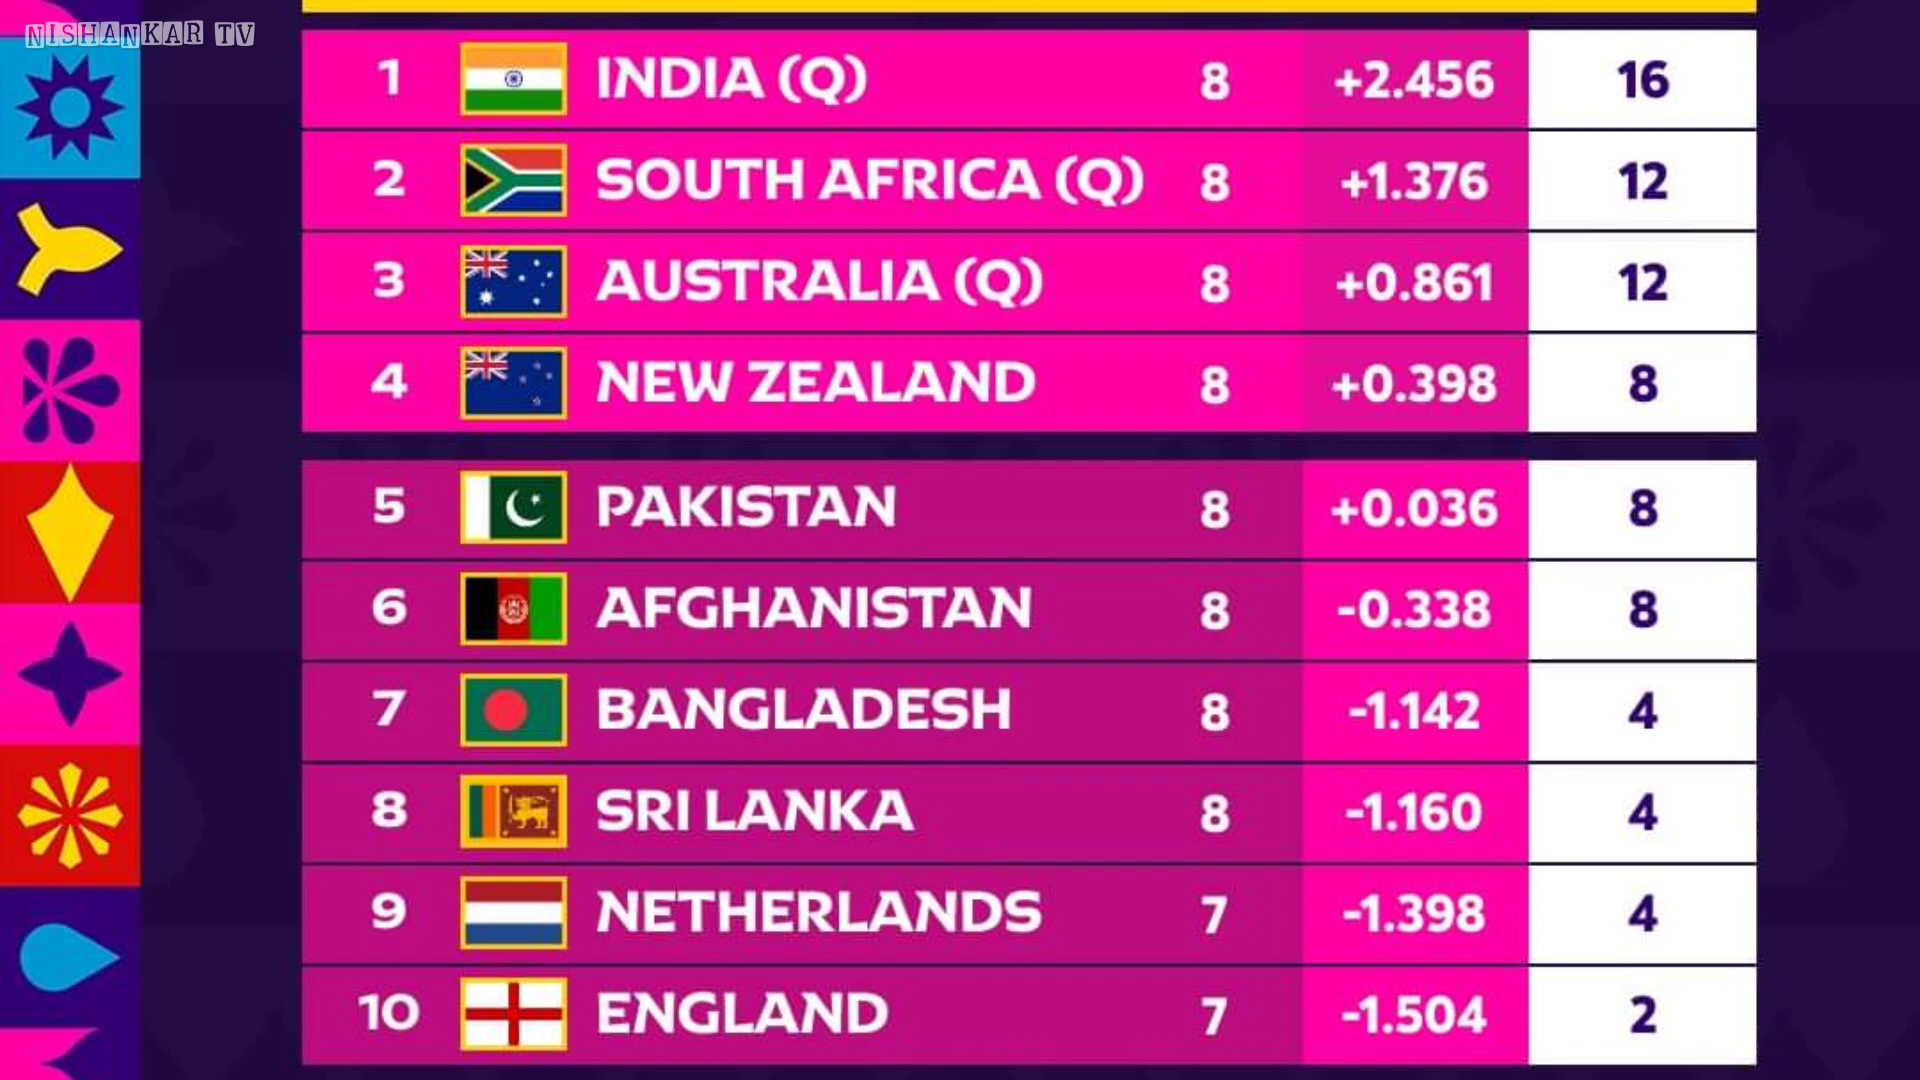 NISHANKAR TV
1 INDIA (Q) 8 +2.456 16
2 SOUTH AFRICA (Q) 8 +1.376 12
3 AUSTRALIA (Q) 8 +0.861 12
4 NEW ZEALAND 8 +0.398 8
5 PAKISTAN 8 +0.036 8
6 AFGHANISTAN 8 -0.338 8
7 BANGLADESH 8 -1.142 4
8 SRI LANKA 8 -1.160 4
9 NETHERLANDS 7 -1.398 4
10 ENGLAND 7 -1.504 2